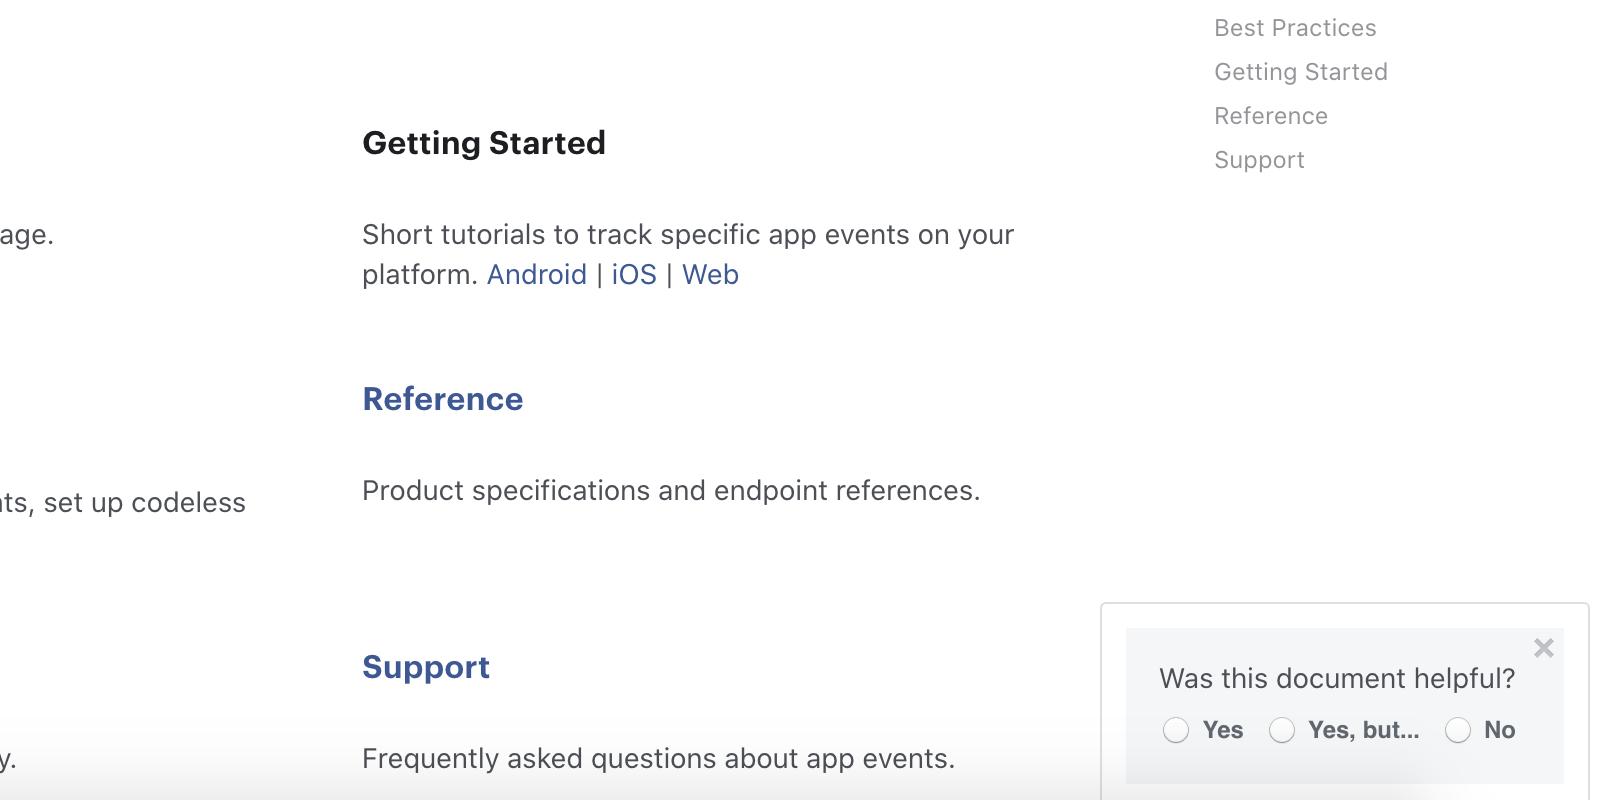 Best Practices
Getting Started
Reference
Support
Getting Started
age.
Short tutorials to track specific app events on your
platform. Android | iOS | Web
Reference
ts, set up codeless
Product specifications and endpoint references.
Support
y.
Frequently asked questions about app events.
Was this document helpful?
Yes Yes, but... No